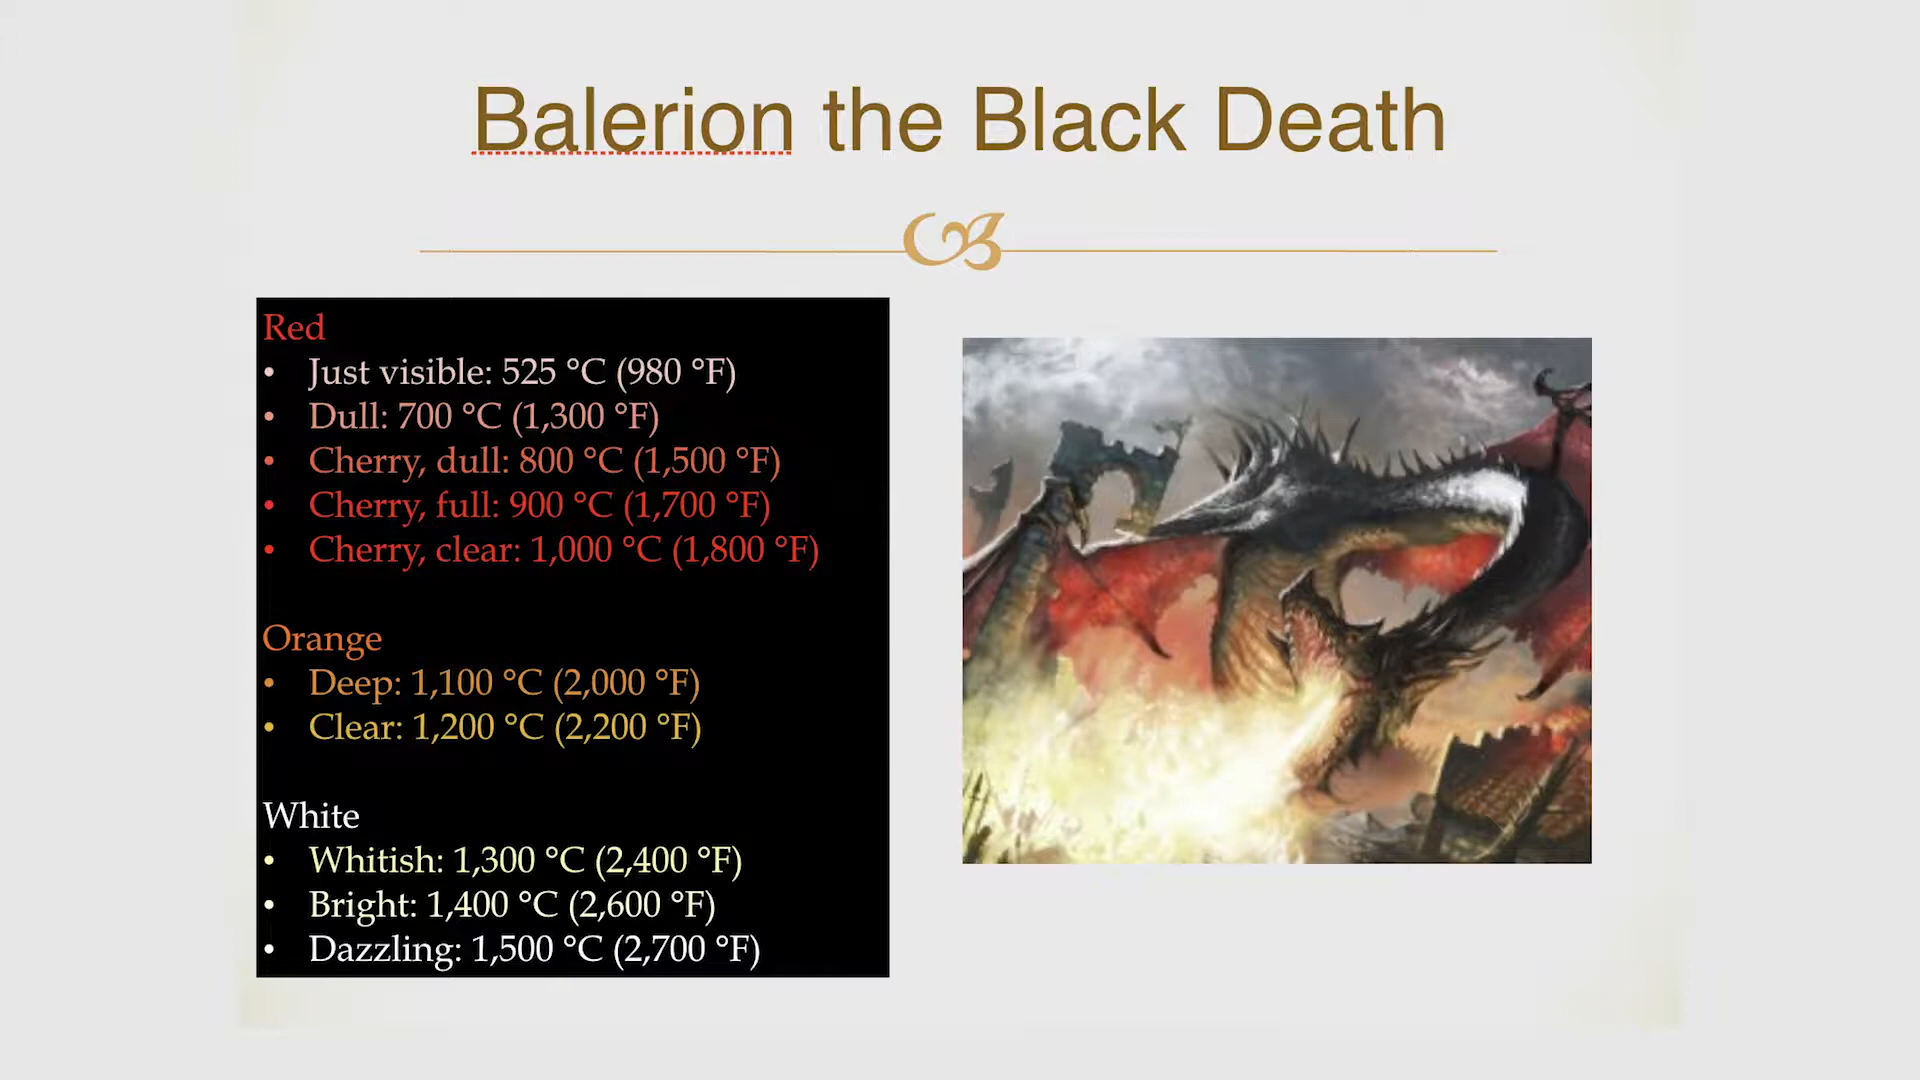 Balerion the Black Death
Red
• Just visible: 525 °C (980 °F)
• Dull: 700 °C (1,300 °F)
• Cherry, dull: 800 °C (1,500 °F)
• Cherry, full: 900 °C (1,700 °F)
• Cherry, clear: 1,000 °C (1,800 °F)
Orange
• Deep: 1,100 °C (2,000 °F)
• Clear: 1,200 °C (2,200 °F)
White
• Whitish: 1,300 °C (2,400 °F)
• Bright: 1,400 °C (2,600 °F)
• Dazzling: 1,500 °C (2,700 °F)